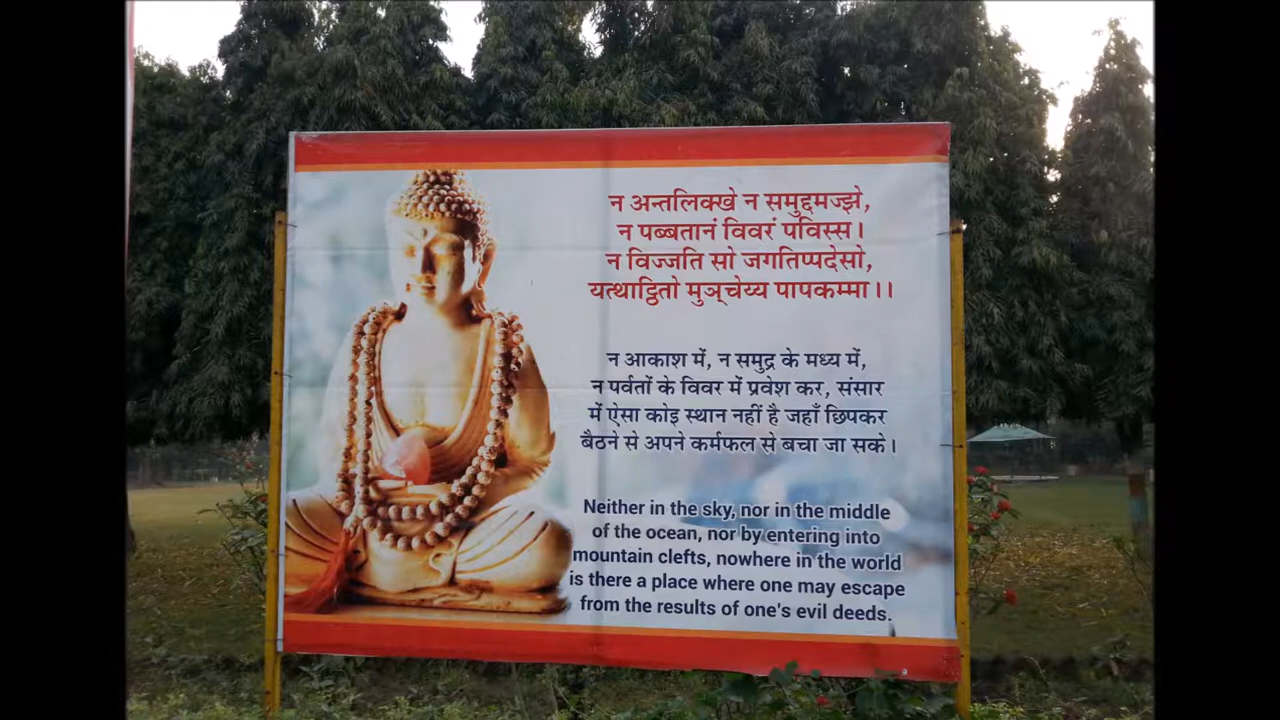 न अन्तलिक्खे न समुद्दमज्झे,
न पब्बतानं विवरं पविस्स।
न विज्जति सो जगतिप्पदेसो,
यत्थाट्ठितो मुञ्चेय्य पापकम्मा।।
न आकाश में, न समुद्र के मध्य में,
न पर्वतों के विवर में प्रवेश कर, संसार
में ऐसा कोइ स्थान नहीं है जहाँ छिपकर
बैठने से अपने कर्मफल से बचा जा सके।
Neither in the sky, nor in the middle
of the ocean, nor by entering into
mountain clefts, nowhere in the world
is there a place where one may escape
from the results of one's evil deeds.